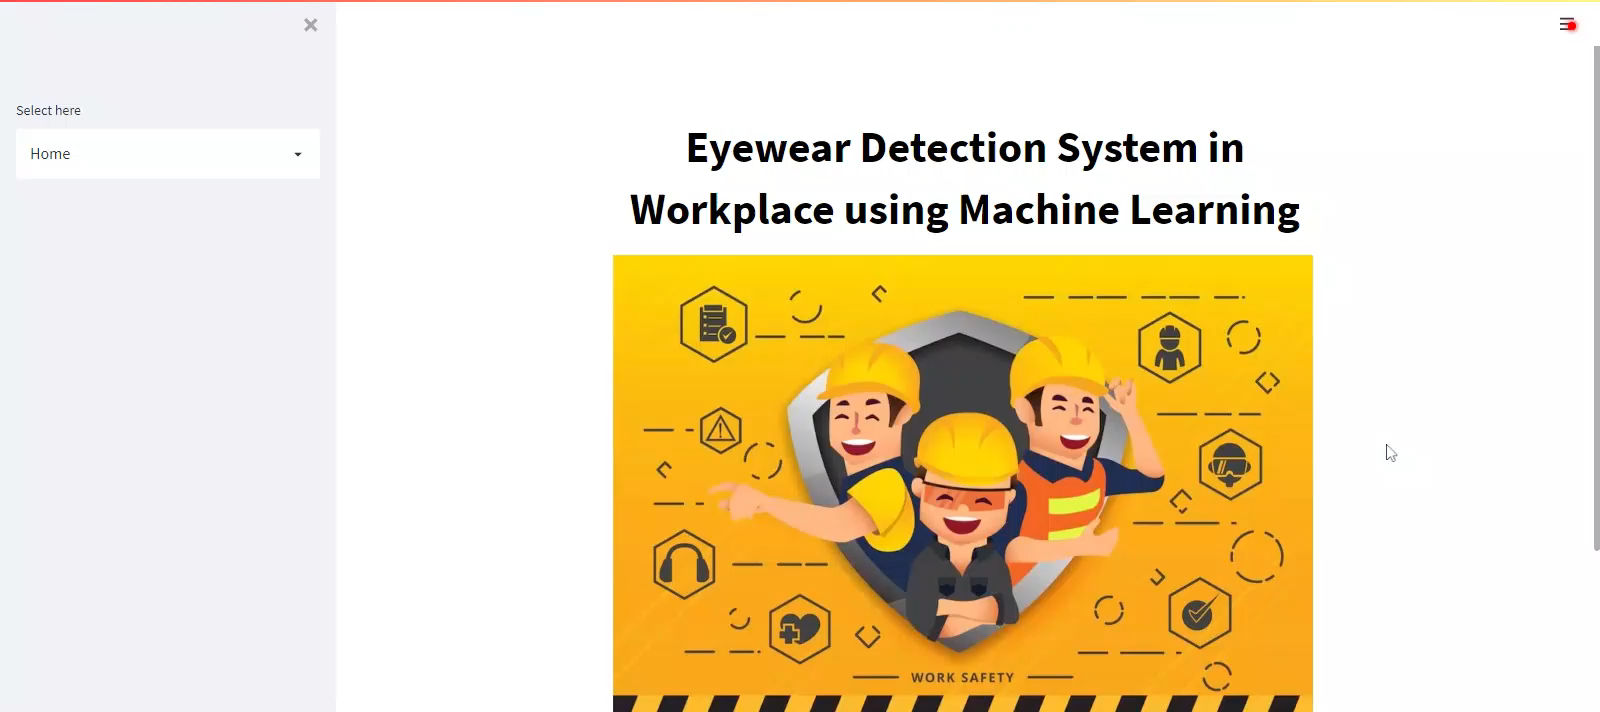 Select here
Home
Eyewear Detection System in
Workplace using Machine Learning
WORK SAFETY